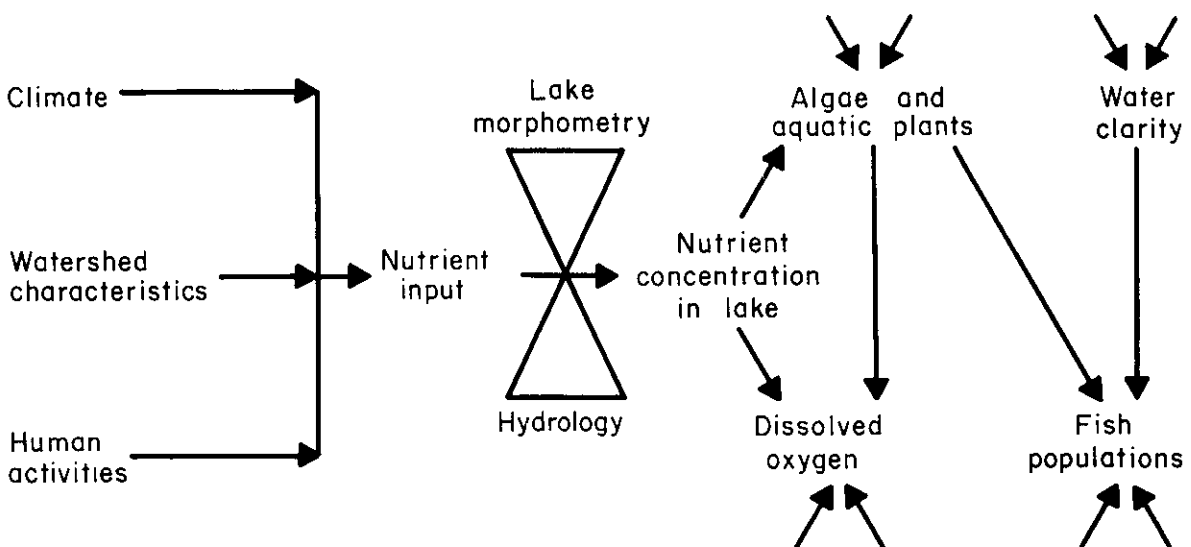 Climate
Watershed
characteristics
Human
activities
Nutrient
input
Lake
morphometry
Hydrology
Nutrient
concentration
in lake
Algae and
aquatic plants
Dissolved
oxygen
Water
clarity
Fish
populations